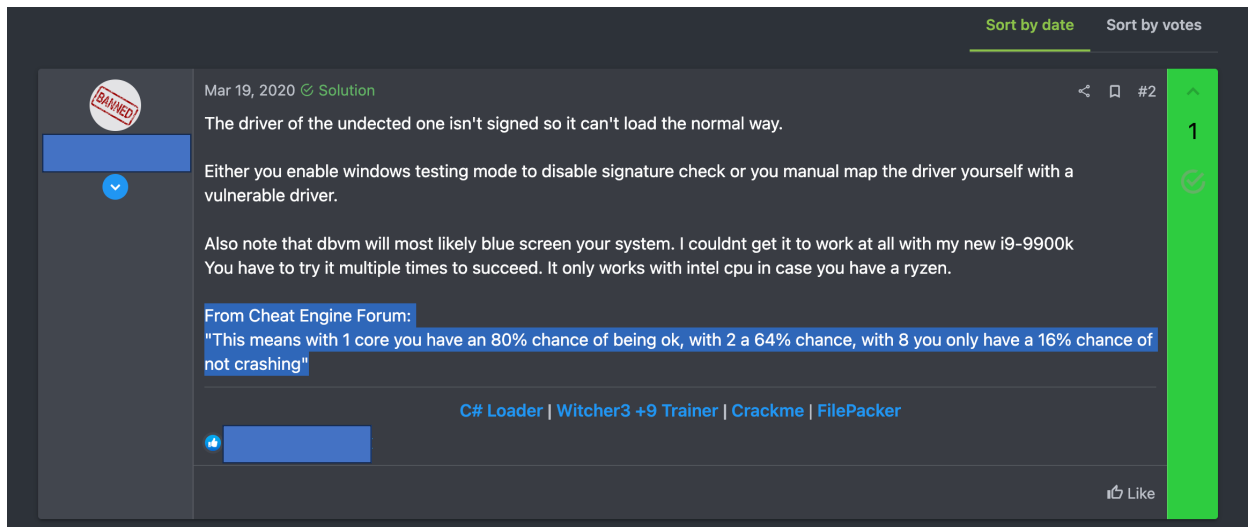 Sort by date Sort by votes
BANNED
Mar 19, 2020 Solution #2
The driver of the undected one isn't signed so it can't load the normal way.
1
Either you enable windows testing mode to disable signature check or you manual map the driver yourself with a
vulnerable driver.
Also note that dbvm will most likely blue screen your system. I couldnt get it to work at all with my new i9-9900k
You have to try it multiple times to succeed. It only works with intel cpu in case you have a ryzen.
From Cheat Engine Forum:
"This means with 1 core you have an 80% chance of being ok, with 2 a 64% chance, with 8 you only have a 16% chance of
not crashing"
C# Loader | Witcher3 +9 Trainer | Crackme | FilePacker
Like